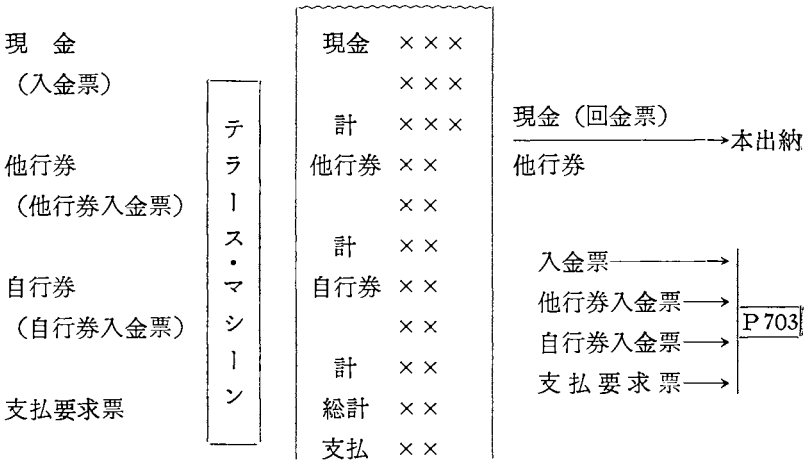 現 金
(入金票)
他行券
(他行券入金票)
自行券
(自行券入金票)
支払要求票
テラース・マシーン
現金 ×××
×××
計 ×××
他行券 ××
××
計 ××
自行券 ××
××
計 ××
総計 ××
支払 ××
現金(回金票)
→本出納
他行券
入金票→
他行券入金票→
自行券入金票→
支払要求票→
P703